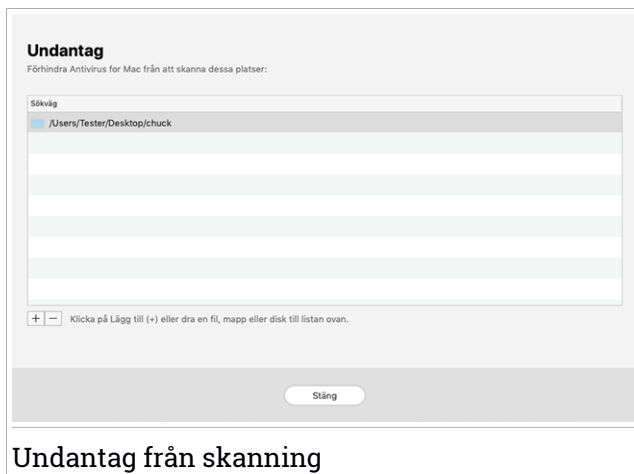 Undantag
Förhindra Antivirus for Mac från att skanna dessa platser:
Sökväg
/Users/Tester/Desktop/chuck
+ − Klicka på Lägg till (+) eller dra en fil, mapp eller disk till listan ovan.
Stäng
Undantag från skanning